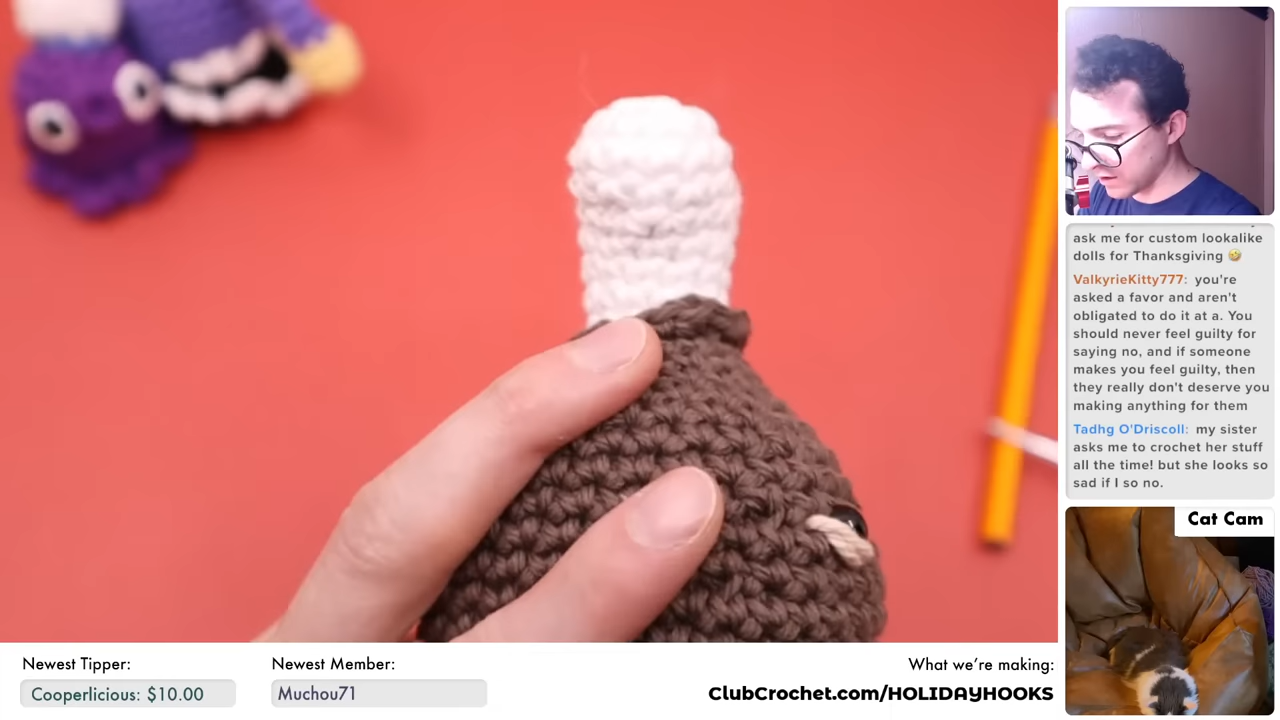 ask me for custom lookalike
dolls for Thanksgiving 🤣
ValkyrieKitty777: you're
asked a favor and aren't
obligated to do it at a. You
should never feel guilty for
saying no, and if someone
makes you feel guilty, then
they really don't deserve you
making anything for them
Tadhg O'Driscoll: my sister
asks me to crochet her stuff
all the time! but she looks so
sad if I so no.
Cat Cam
Newest Tipper:
Cooperlicious: $10.00
Newest Member:
Muchou71
What we're making:
ClubCrochet.com/HOLIDAYHOOKS